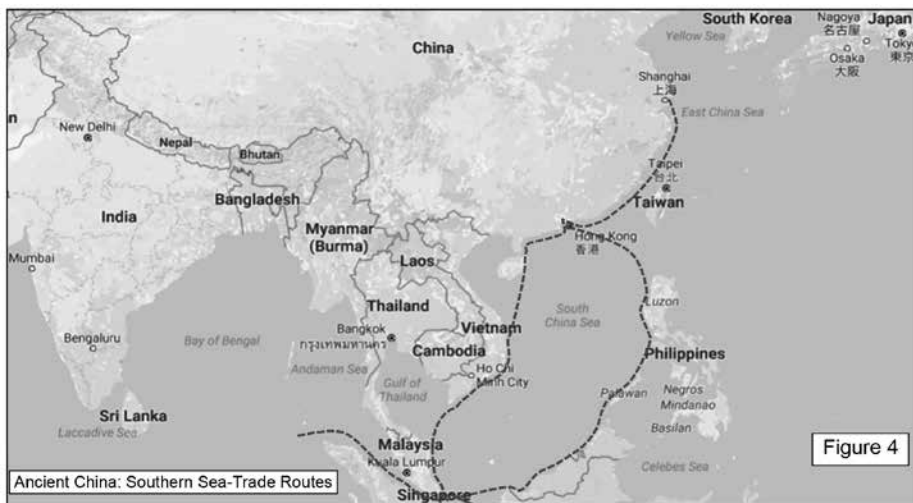 South Korea
Nagoya
名古屋
Japan
Yellow Sea
China
Tokyo
東京
Osaka
大阪
Shanghai
上海
East China Sea
New Delhi
Nepal
Bhutan
Taipei
台北
Bangladesh
Taiwan
India
Myanmar
(Burma)
Hong Kong
香港
Mumbai
Laos
Thailand
Luzon
South
China Sea
Bengaluru
Bay of Bengal
Bangkok
กรุงเทพมหานคร
Vietnam
Cambodia
Philippines
Andaman Sea
Ho Chi
Minh City
Gulf of
Thailand
Palawan
Negros
Mindanao
Sri Lanka
Laccadive Sea
Basilan
Malaysia
Kuala Lumpur
Figure 4
Celebes Sea
Ancient China: Southern Sea-Trade Routes
Singapore